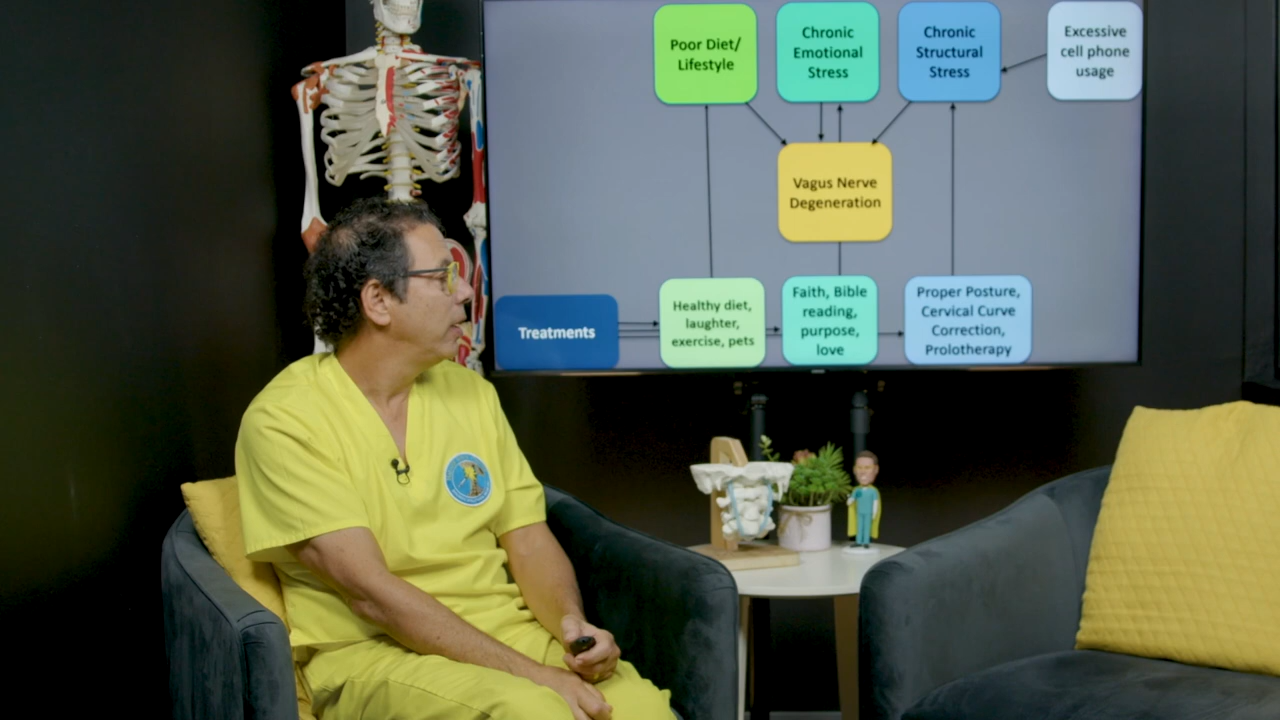 Poor Diet/
Lifestyle
Chronic
Emotional
Stress
Chronic
Structural
Stress
Excessive
cell phone
usage
Vagus Nerve
Degeneration
Treatments
Healthy diet,
laughter,
exercise, pets
Faith, Bible
reading,
purpose,
love
Proper Posture,
Cervical Curve
Correction,
Prolotherapy